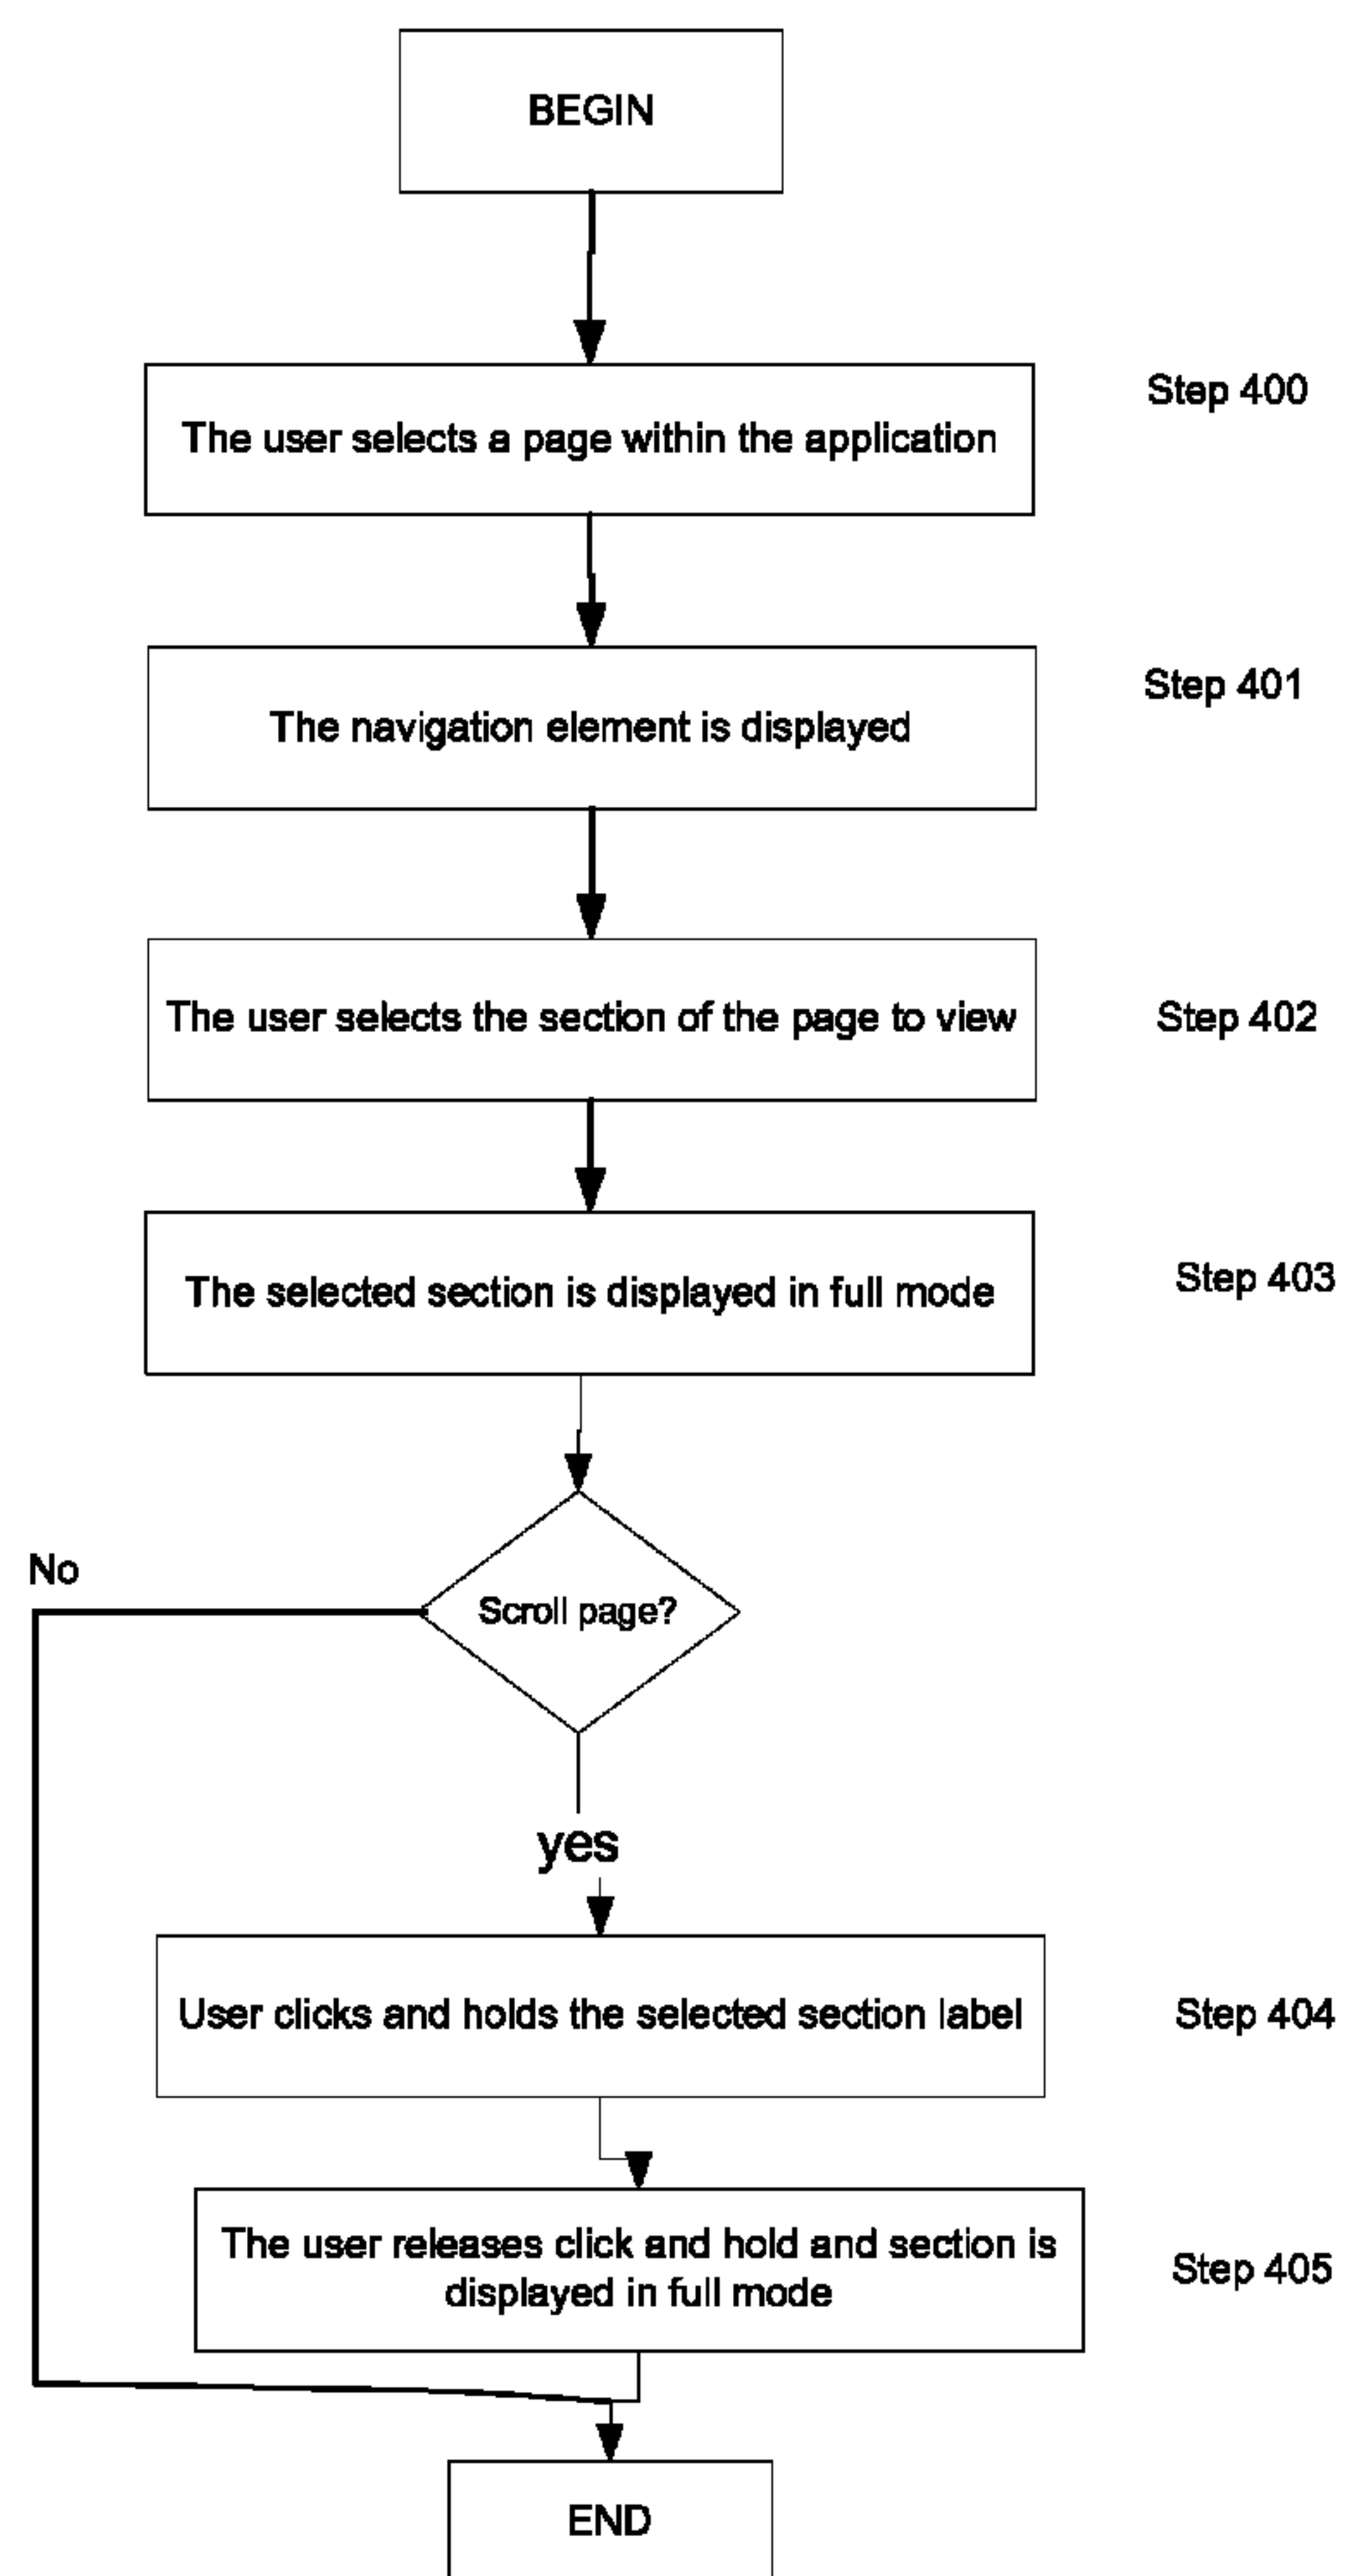 BEGIN
The user selects a page within the application
Step 400
The navigation element is displayed
Step 401
The user selects the section of the page to view
Step 402
The selected section is displayed in full mode
Step 403
No
Scroll page?
yes
User clicks and holds the selected section label
Step 404
The user releases click and hold and section is
displayed in full mode
Step 405
END